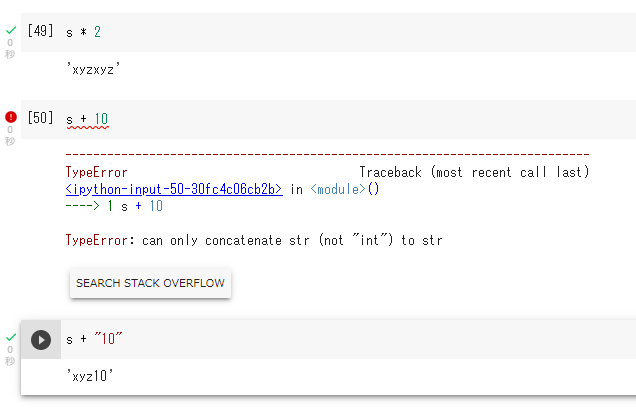 [49] s * 2
0
秒
'xyzxyz'
[50] s + 10
0
秒
---------------------------------------------------------------------------
TypeError Traceback (most recent call last)
<ipython-input-50-30fc4c06cb2b> in <module>()
----> 1 s + 10
TypeError: can only concatenate str (not "int") to str
SEARCH STACK OVERFLOW
s + "10"
0
秒
'xyz10'